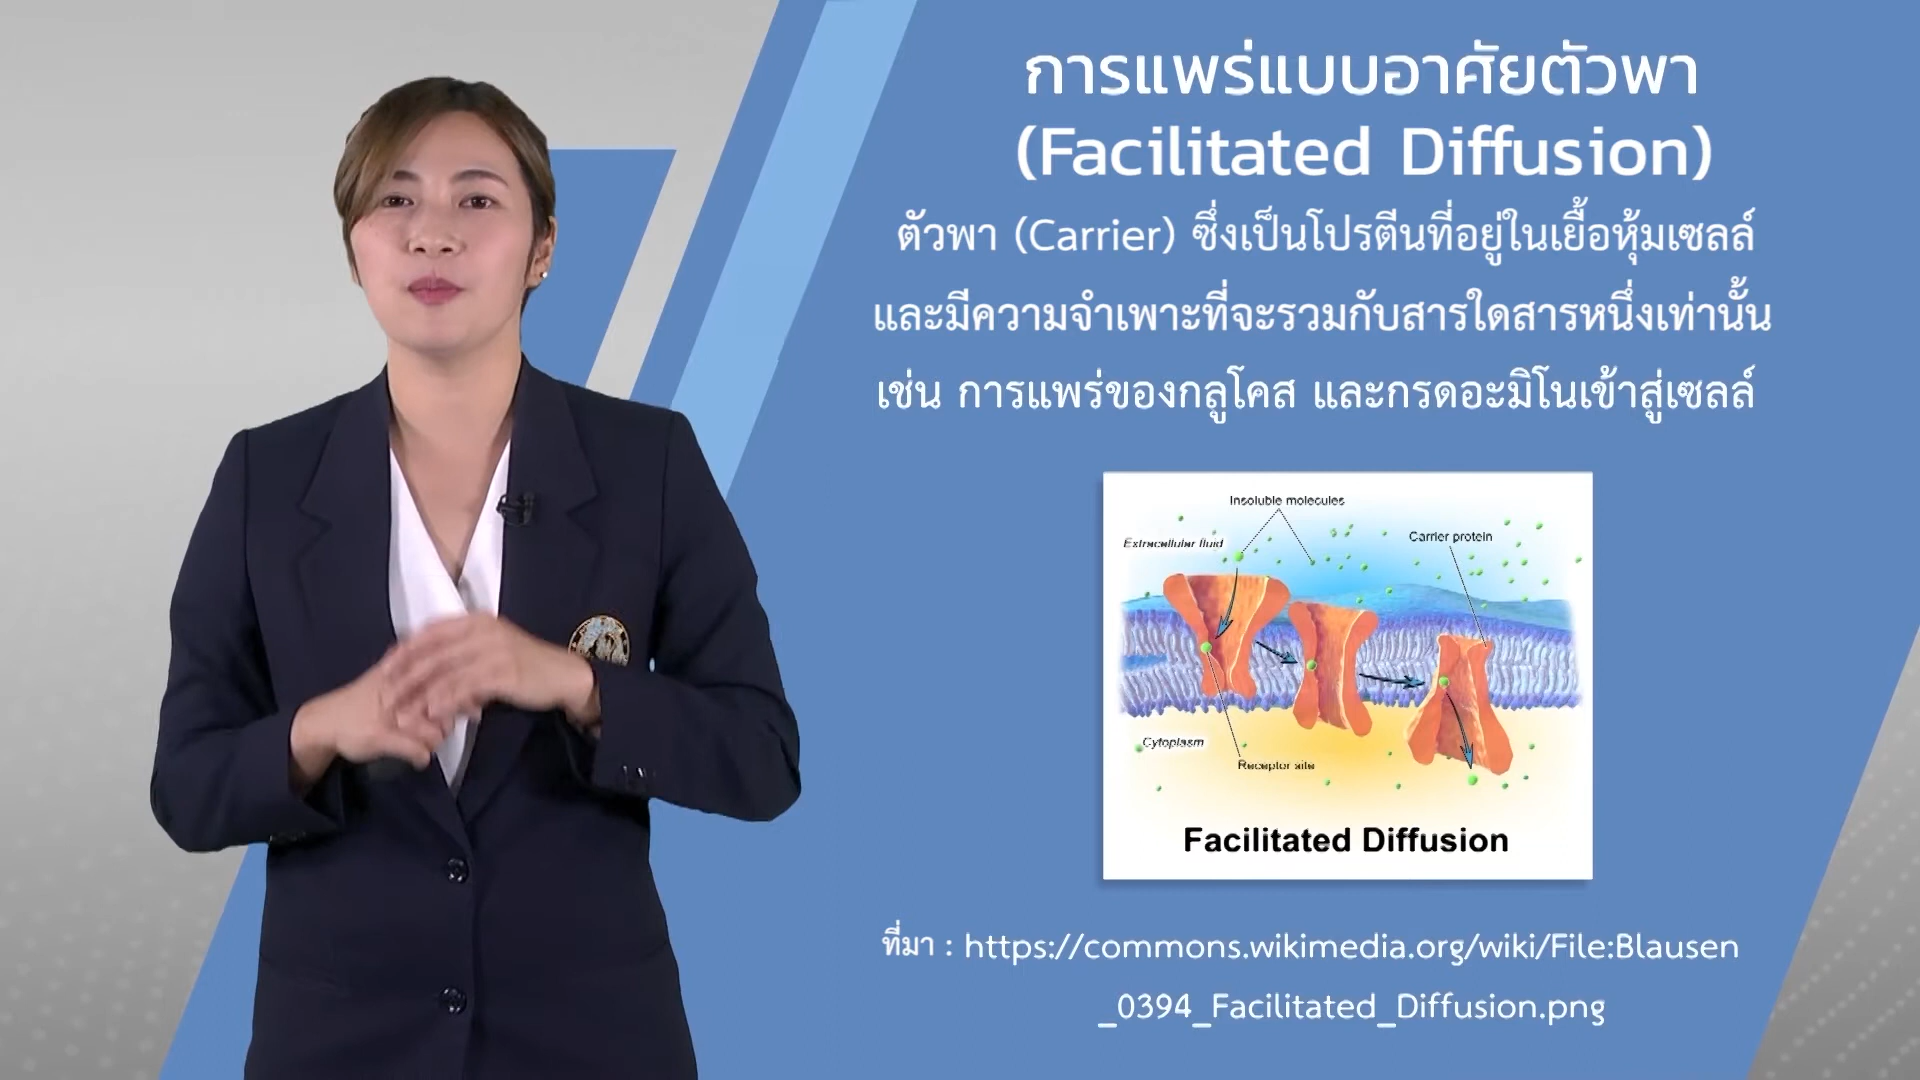 การแพร่แบบอาศัยตัวพา
(Facilitated Diffusion)
ตัวพา (Carrier) ซึ่งเป็นโปรตีนที่อยู่ในเยื้อหุ้มเซลล์
และมีความจำเพาะที่จะรวมกับสารใดสารหนึ่งเท่านั้น
เช่น การแพร่ของกลูโคส และกรดอะมิโนเข้าสู่เซลล์
Insoluble molecules
Extracellular fluid
Carrier protein
Cytoplasm
Receptor site
Facilitated Diffusion
ที่มา : https://commons.wikimedia.org/wiki/File:Blausen
_0394_Facilitated_Diffusion.png